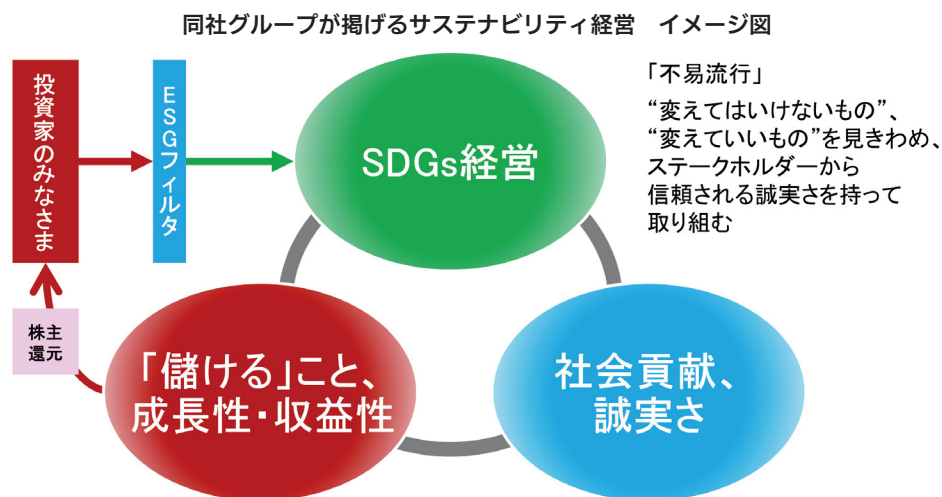 同社グループが掲げるサステナビリティ経営　イメージ図
投資家のみなさま
ESGフィルタ
SDGs経営
「不易流行」
“変えてはいけないもの”、
“変えていいもの”を見きわめ、
ステークホルダーから
信頼される誠実さを持って
取り組む
株主
還元
「儲ける」こと、
成長性・収益性
社会貢献、
誠実さ